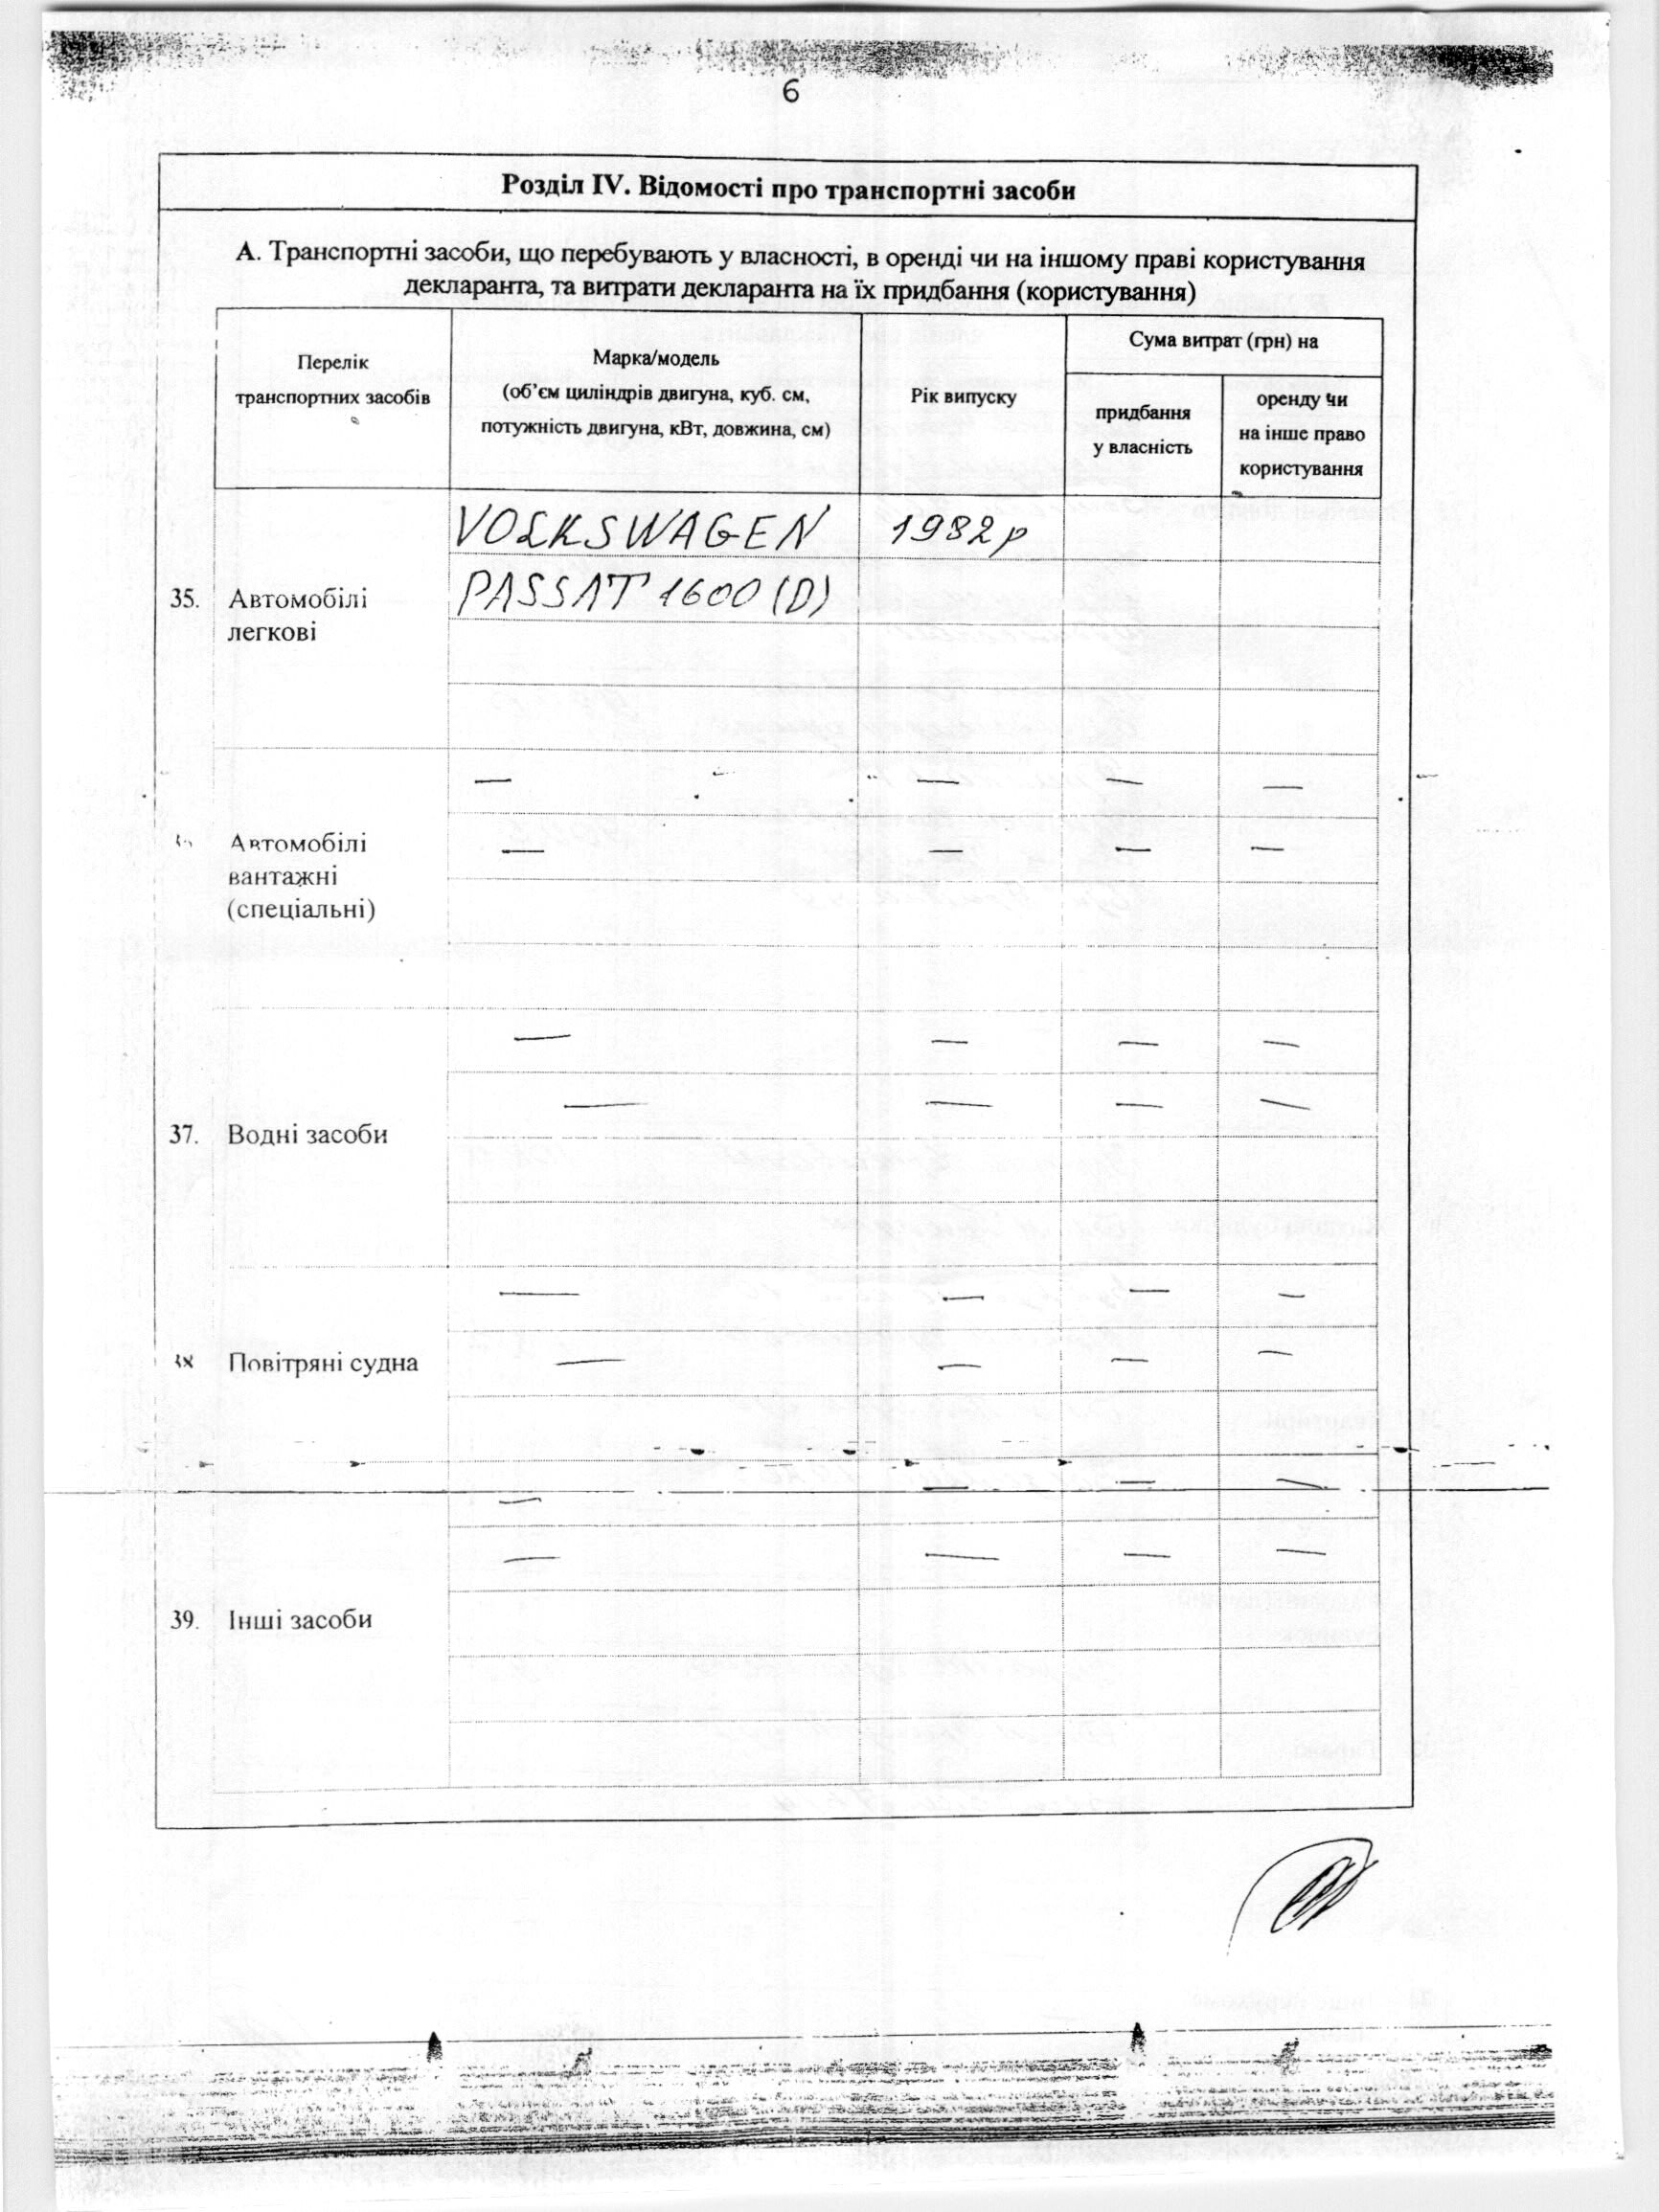 6
Розділ IV. Відомості про транспортні засоби
А. Транспортні засоби, що перебувають у власності, в оренді чи на іншому праві користування
декларанта, та витрати декларанта на їх придбання (користування)
Перелік
транспортних засобів
Марка/модель
(об’єм циліндрів двигуна, куб. см,
потужність двигуна, кВт, довжина, см)
Рік випуску
Сума витрат (грн) на
придбання
у власність
оренду чи
на інше право
користування
VOLKSWAGEN 1982 р
PASSAT 1600 (D)
35. Автомобілі
легкові
— — — —
— — — —
Автомобілі
вантажні
(спеціальні)
— — — —
— — — —
37. Водні засоби
— — — —
— — — —
38 Повітряні судна
— — — —
— — — —
39. Інші засоби